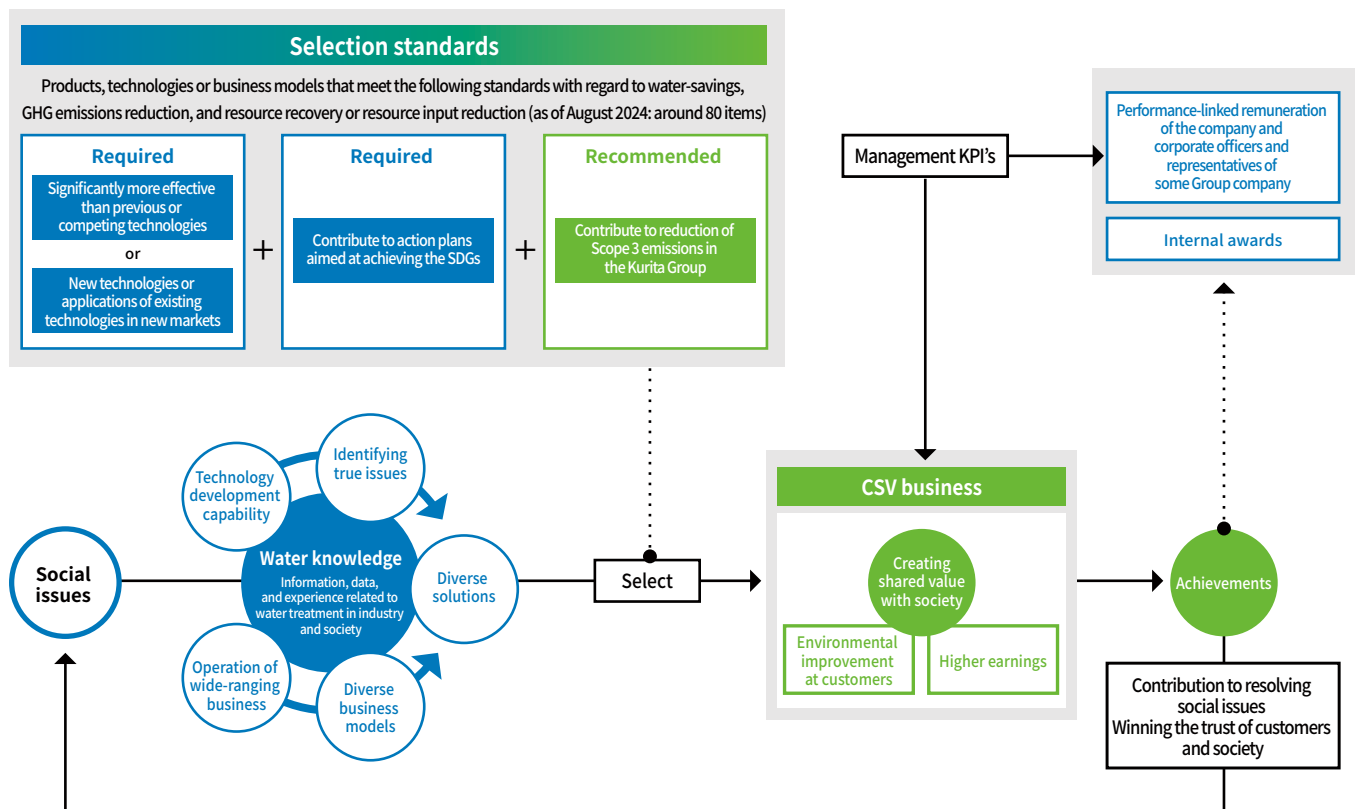 Selection standards
Products, technologies or business models that meet the following standards with regard to water-savings,
GHG emissions reduction, and resource recovery or resource input reduction (as of August 2024: around 80 items)
Required
Significantly more effective
than previous or
competing technologies
or
New technologies or
applications of existing
technologies in new markets
+
Required
Contribute to action plans
aimed at achieving the SDGs
+
Recommended
Contribute to reduction of
Scope 3 emissions in
the Kurita Group
Management KPI's
Performance-linked remuneration
of the company and
corporate officers and
representatives of
some Group company
Internal awards
Social
issues
Technology
development
capability
Identifying
true issues
Water knowledge
Information, data,
and experience related to
water treatment in industry
and society
Operation of
wide-ranging
business
Diverse
business
models
Diverse
solutions
Select
CSV business
Creating
shared value
with society
Environmental
improvement
at customers
Higher earnings
Achievements
Contribution to resolving
social issues
Winning the trust of customers
and society